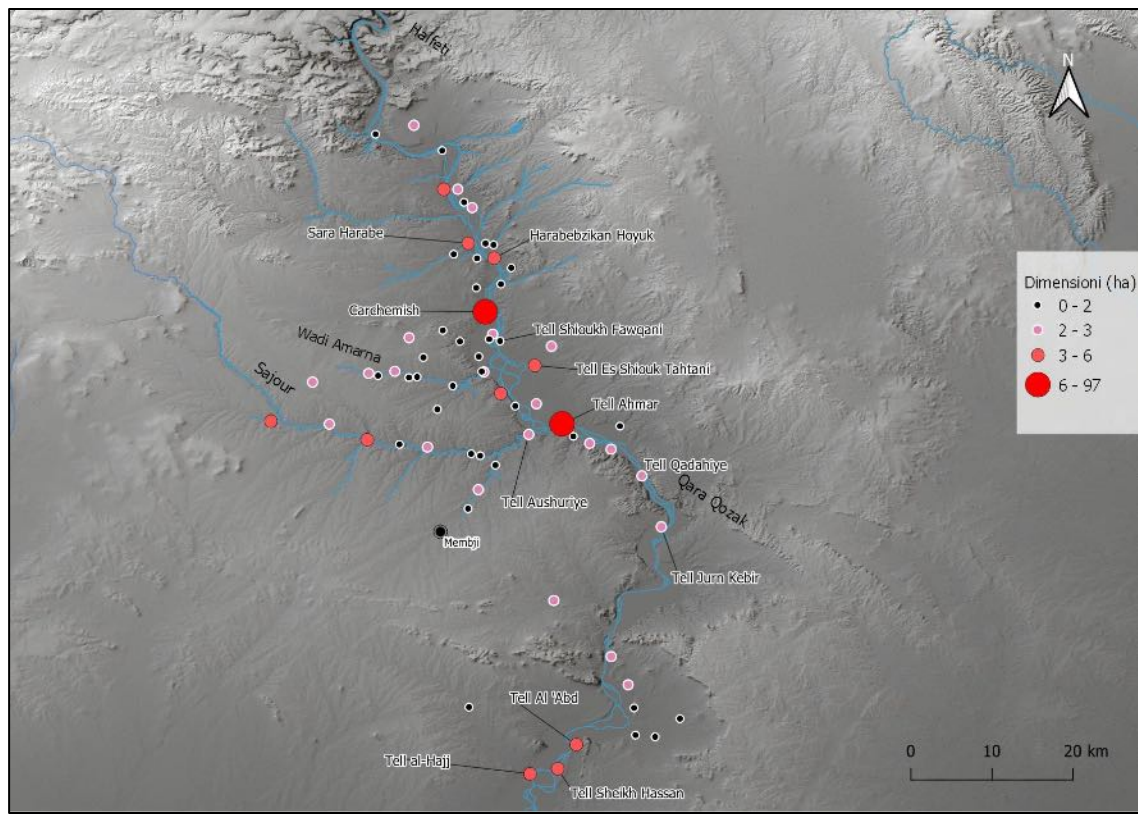 Halfeti
N
Sara Harabe
Harabebzikan Hoyuk
Dimensioni (ha)
0 - 2
2 - 3
3 - 6
6 - 97
Carchemish
Tell Shioukh Fawqani
Wadi Amarna
Tell Es Shiouk Tahtani
Sajour
Tell Ahmar
Tell Qadahiye
Qara Qozak
Tell Aushuriye
Membji
Tell Jurn Kebir
Tell Al 'Abd
Tell al-Hajj
Tell Sheikh Hassan
0 10 20 km